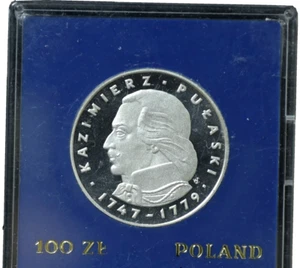 KAZIMIERZ · PUŁASKI
· 1747-1779 ·
100 ZŁ POLAND